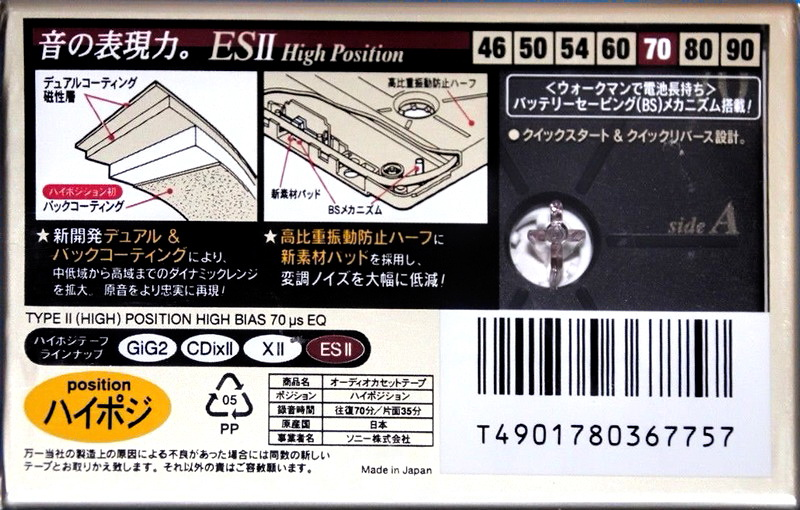 音の表現力。 ESII High Position
46 50 54 60 70 80 90
デュアルコーティング
磁性層
ハイポジション初
バックコーティング
高比重振動防止ハーフ
新素材パッド
BSメカニズム
<ウォークマンで電池長持ち>
バッテリーセービング(BS)メカニズム搭載!
●クイックスタート & クイックリバース設計。
side A
★新開発デュアル &
バックコーティングにより、
中低域から高域までのダイナミックレンジ
を拡大。原音をより忠実に再現!
★高比重振動防止ハーフに
新素材パッドを採用し、
変調ノイズを大幅に低減!
TYPE II (HIGH) POSITION HIGH BIAS 70 μs EQ
ハイポジテープ
ラインナップ
GiG2 CDixII XII ESII
position
ハイポジ
05
PP
商品名 オーディオカセットテープ
ポジション ハイポジション
録音時間 往復70分/片面35分
原産国 日本
事業者名 ソニー株式会社
万一当社の製造上の原因による不良があった場合には同数の新しい
テープとお取りかえ致します。それ以外の責はご容赦願います。
Made in Japan
T4901780367757